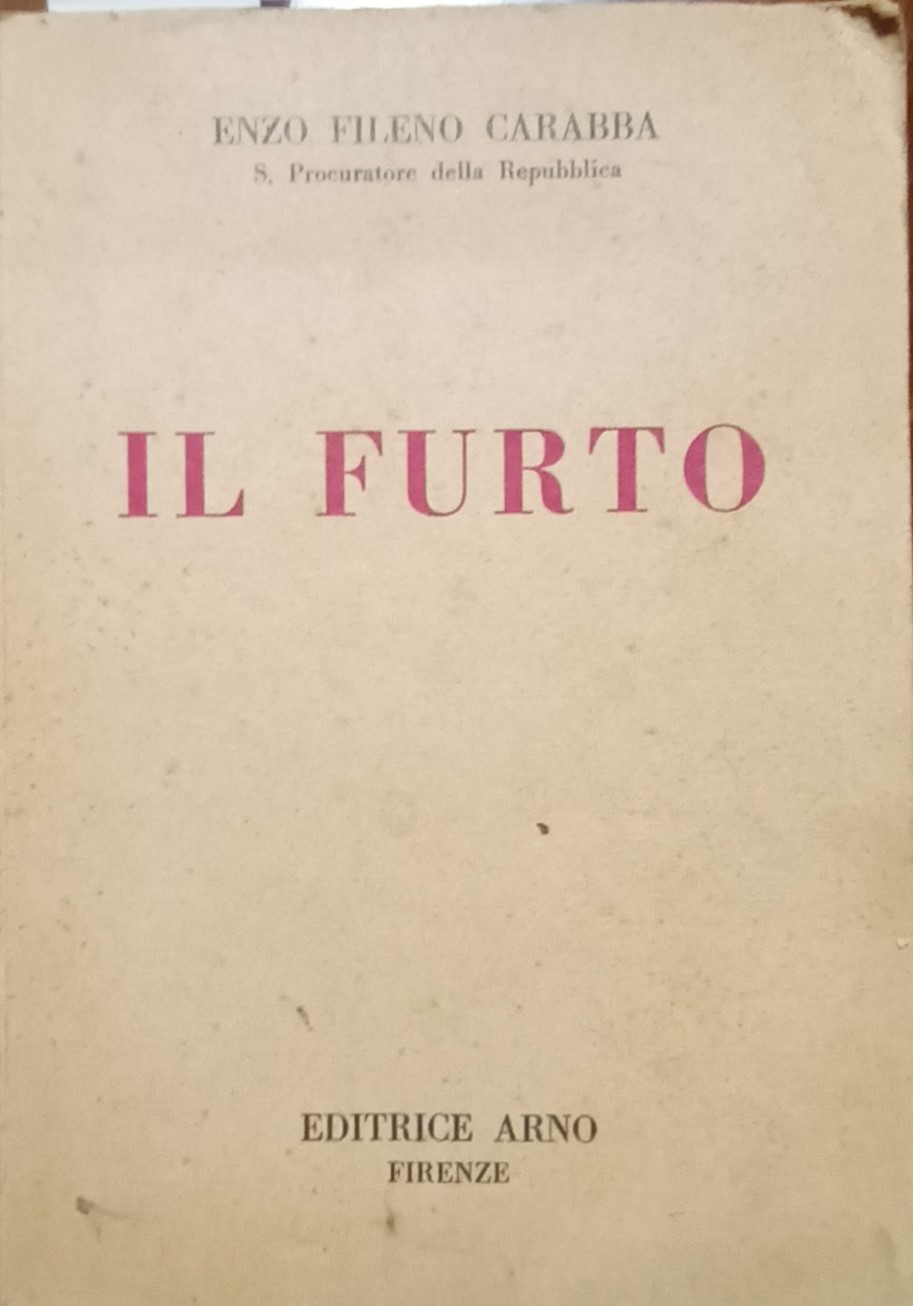 ENZO FILENO CARABBA
S. Procuratore della Repubblica
IL FURTO
EDITRICE ARNO
FIRENZE